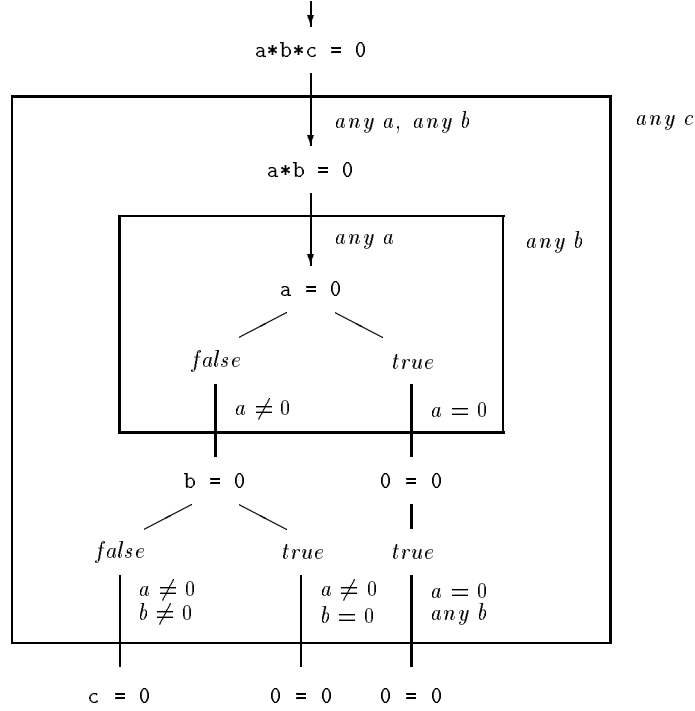 a*b*c = 0
any a, any b any c
a*b = 0
any a any b
a = 0
false true
a ≠ 0 a = 0
b = 0 0 = 0
false true true
a ≠ 0 a ≠ 0 a = 0
b ≠ 0 b = 0 any b
c = 0 0 = 0 0 = 0